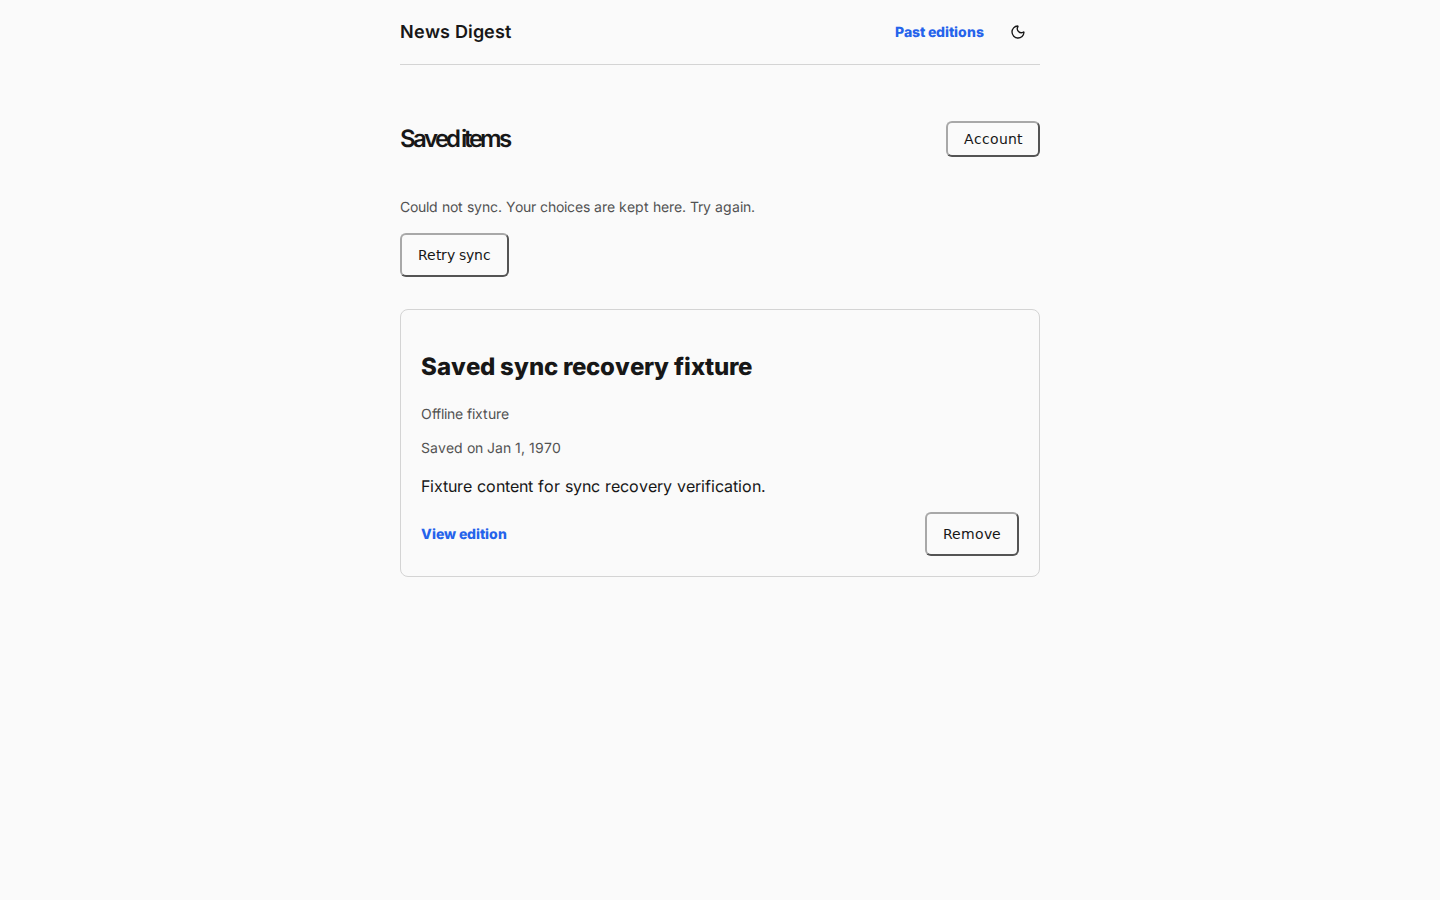 News Digest
Past editions
Saved items
Account
Could not sync. Your choices are kept here. Try again.
Retry sync
Saved sync recovery fixture
Offline fixture
Saved on Jan 1, 1970
Fixture content for sync recovery verification.
View edition
Remove